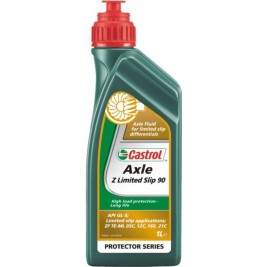 Axle Fluid
for limited slip
differentials
Castrol
Axle
Z Limited Slip 90
High load protection -
Long life
API GL-5;
Limited slip applications;
ZF TE-ML 05C, 12C, 16E, 21C
1L
PROTECTOR SERIES